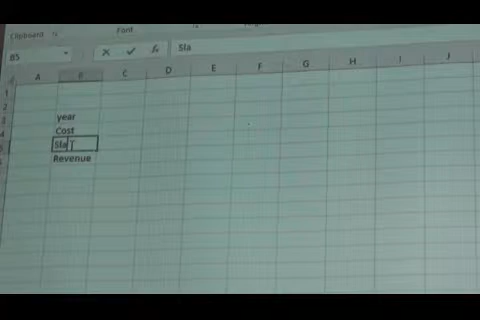 Clipboard
Font
B5
Sla
A B C D E F G H I J
1
2
3 year
4 Cost
5 Sla
6 Revenue